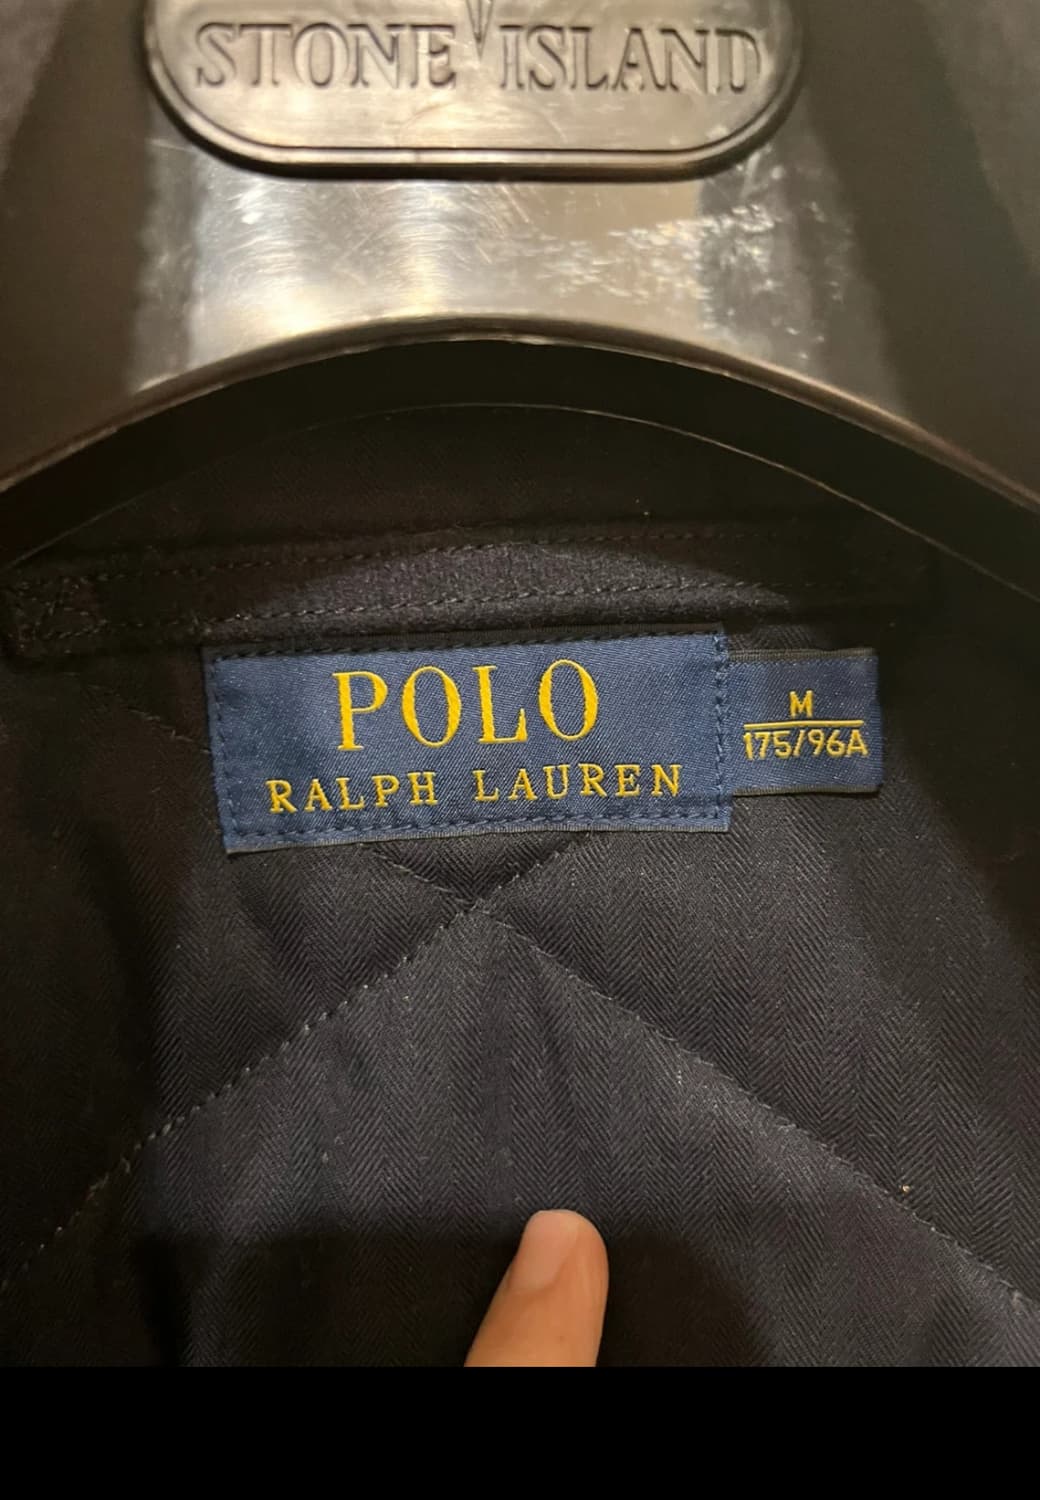 STONE ISLAND
POLO
RALPH LAUREN
M
175/96A